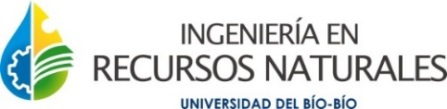 INGENIERÍA EN
RECURSOS NATURALES
UNIVERSIDAD DEL BÍO-BÍO